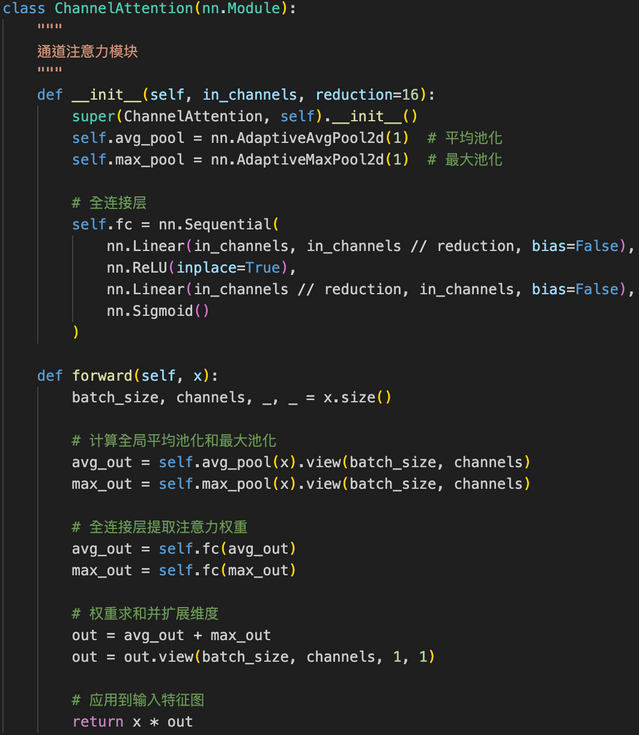 class ChannelAttention(nn.Module):
    """
    通道注意力模块
    """
    def __init__(self, in_channels, reduction=16):
        super(ChannelAttention, self).__init__()
        self.avg_pool = nn.AdaptiveAvgPool2d(1)  # 平均池化
        self.max_pool = nn.AdaptiveMaxPool2d(1)  # 最大池化

        # 全连接层
        self.fc = nn.Sequential(
            nn.Linear(in_channels, in_channels // reduction, bias=False),
            nn.ReLU(inplace=True),
            nn.Linear(in_channels // reduction, in_channels, bias=False),
            nn.Sigmoid()
        )

    def forward(self, x):
        batch_size, channels, _, _ = x.size()

        # 计算全局平均池化和最大池化
        avg_out = self.avg_pool(x).view(batch_size, channels)
        max_out = self.max_pool(x).view(batch_size, channels)

        # 全连接层提取注意力权重
        avg_out = self.fc(avg_out)
        max_out = self.fc(max_out)

        # 权重求和并扩展维度
        out = avg_out + max_out
        out = out.view(batch_size, channels, 1, 1)

        # 应用到输入特征图
        return x * out